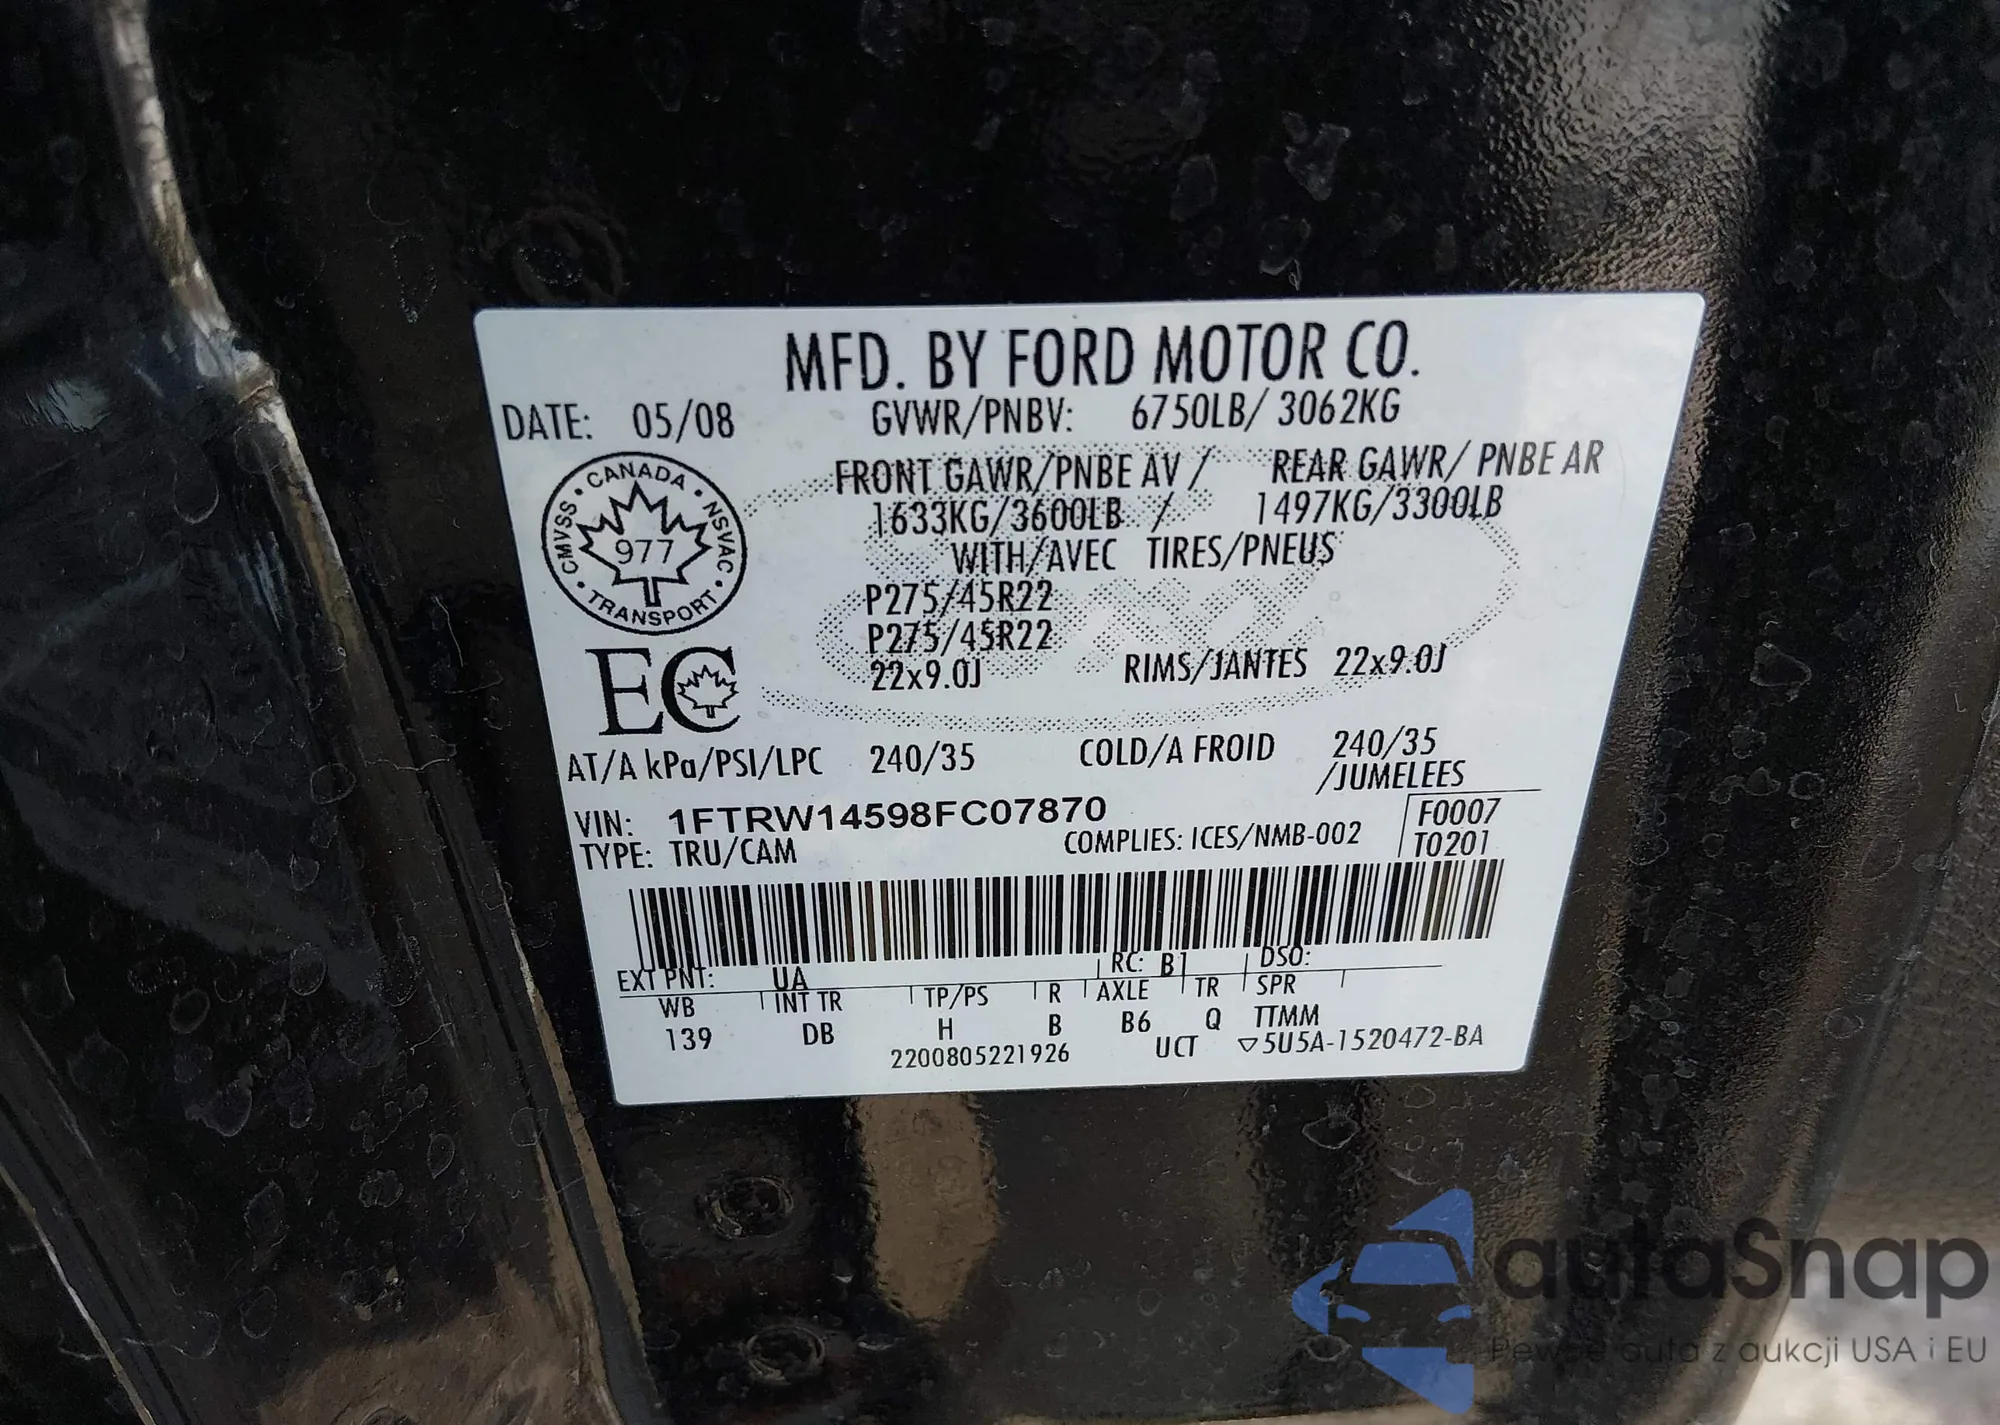 MFD. BY FORD MOTOR CO.
DATE: 05/08 GVWR/PNBV: 6750LB/ 3062KG
FRONT GAWR/PNBE AV / REAR GAWR/ PNBE AR
1633KG/3600LB / 1497KG/3300LB
WITH/AVEC TIRES/PNEUS
P275/45R22
P275/45R22
22x9.0J RIMS/JANTES 22x9.0J
CANADA • NSVAC • TRANSPORT • CMVSS •
977
EC
AT/A kPa/PSI/LPC 240/35 COLD/A FROID 240/35
/JUMELEES
VIN: 1FTRW14598FC07870
F0007
TYPE: TRU/CAM COMPLIES: ICES/NMB-002 T0201
EXT PNT: UA RC: B1 DSO:
WB INT TR TP/PS R AXLE TR SPR
139 DB H B B6 Q TTMM
2200805221926 UCT ▽5U5A-1520472-BA
autaSnap
Pewne auta z aukcji USA i EU